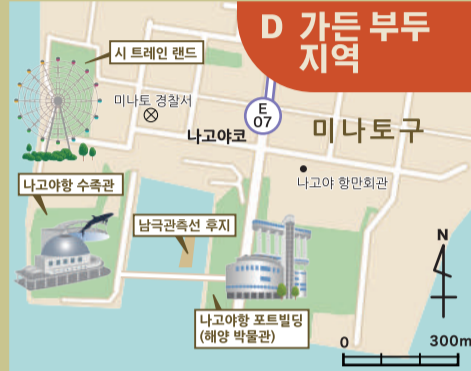 D 가든 부두
지역
시 트레인 랜드
미나토 경찰서
E
07
나고야코
미나토구
나고야항 수족관
나고야 항만회관
남극관측선 후지
나고야항 포트빌딩
(해양 박물관)
N
0 300m